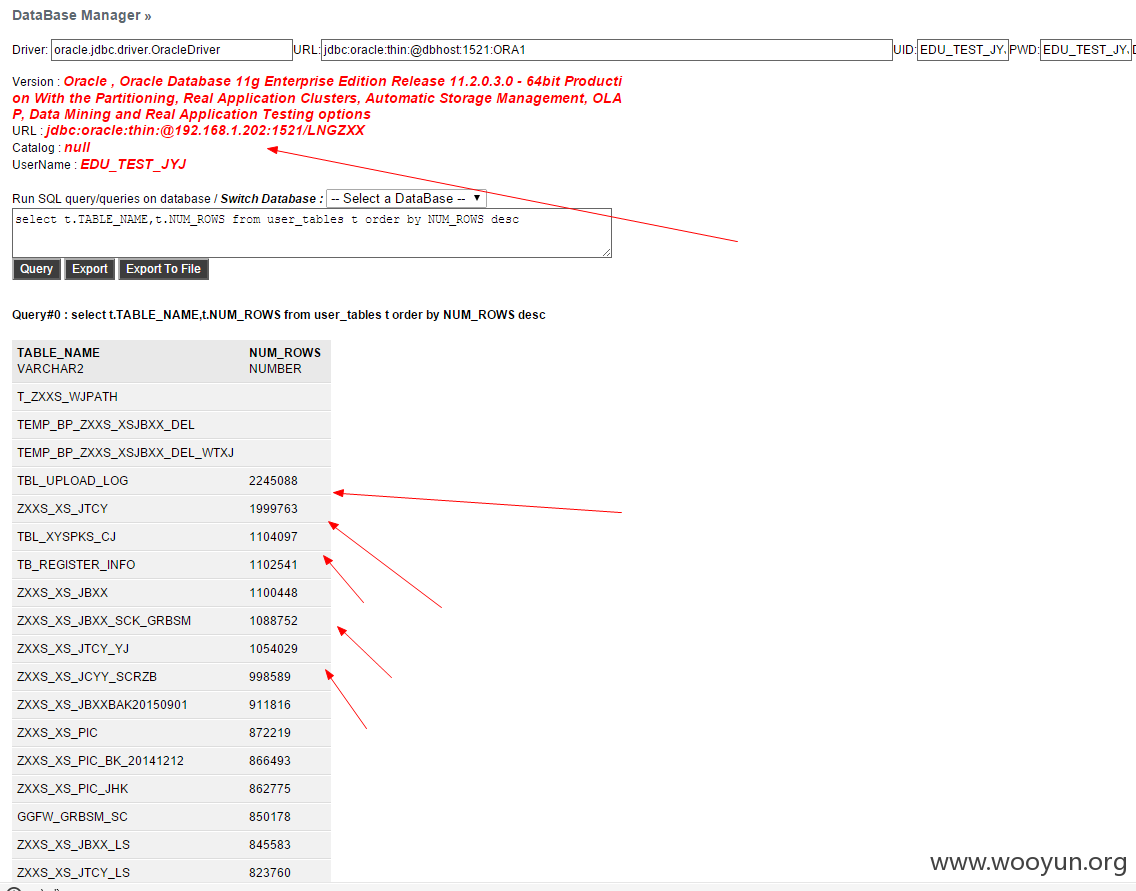 DataBase Manager »
Driver: oracle.jdbc.driver.OracleDriver URL: jdbc:oracle:thin:@dbhost:1521:ORA1 UID: EDU_TEST_JY PWD: EDU_TEST_JY
Version : Oracle , Oracle Database 11g Enterprise Edition Release 11.2.0.3.0 - 64bit Producti
on With the Partitioning, Real Application Clusters, Automatic Storage Management, OLA
P, Data Mining and Real Application Testing options
URL : jdbc:oracle:thin:@192.168.1.202:1521/LNGZXX
Catalog : null
UserName : EDU_TEST_JYJ
Run SQL query/queries on database / Switch Database : -- Select a DataBase --
select t.TABLE_NAME,t.NUM_ROWS from user_tables t order by NUM_ROWS desc
Query Export Export To File
Query#0 : select t.TABLE_NAME,t.NUM_ROWS from user_tables t order by NUM_ROWS desc
TABLE_NAME NUM_ROWS
VARCHAR2 NUMBER
T_ZXXS_WJPATH
TEMP_BP_ZXXS_XSJBXX_DEL
TEMP_BP_ZXXS_XSJBXX_DEL_WTXJ
TBL_UPLOAD_LOG 2245088
ZXXS_XS_JTCY 1999763
TBL_XYSPKS_CJ 1104097
TB_REGISTER_INFO 1102541
ZXXS_XS_JBXX 1100448
ZXXS_XS_JBXX_SCK_GRBSM 1088752
ZXXS_XS_JTCY_YJ 1054029
ZXXS_XS_JCYY_SCRZB 998589
ZXXS_XS_JBXXBAK20150901 911816
ZXXS_XS_PIC 872219
ZXXS_XS_PIC_BK_20141212 866493
ZXXS_XS_PIC_JHK 862775
GGFW_GRBSM_SC 850178
ZXXS_XS_JBXX_LS 845583
ZXXS_XS_JTCY_LS 823760
www.wooyun.org